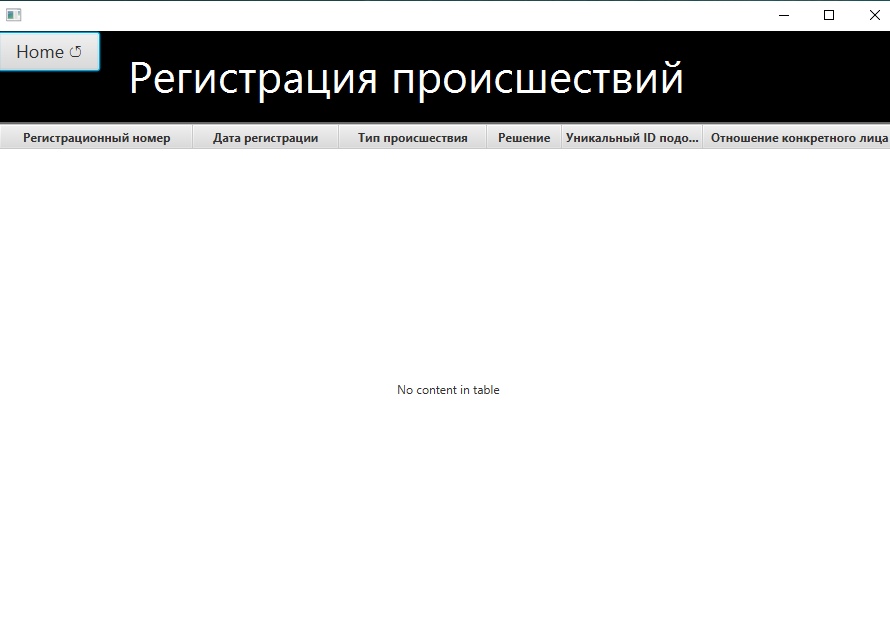 Home ↺
Регистрация происшествий
Регистрационный номер Дата регистрации Тип происшествия Решение Уникальный ID подо... Отношение конкретного лица
No content in table